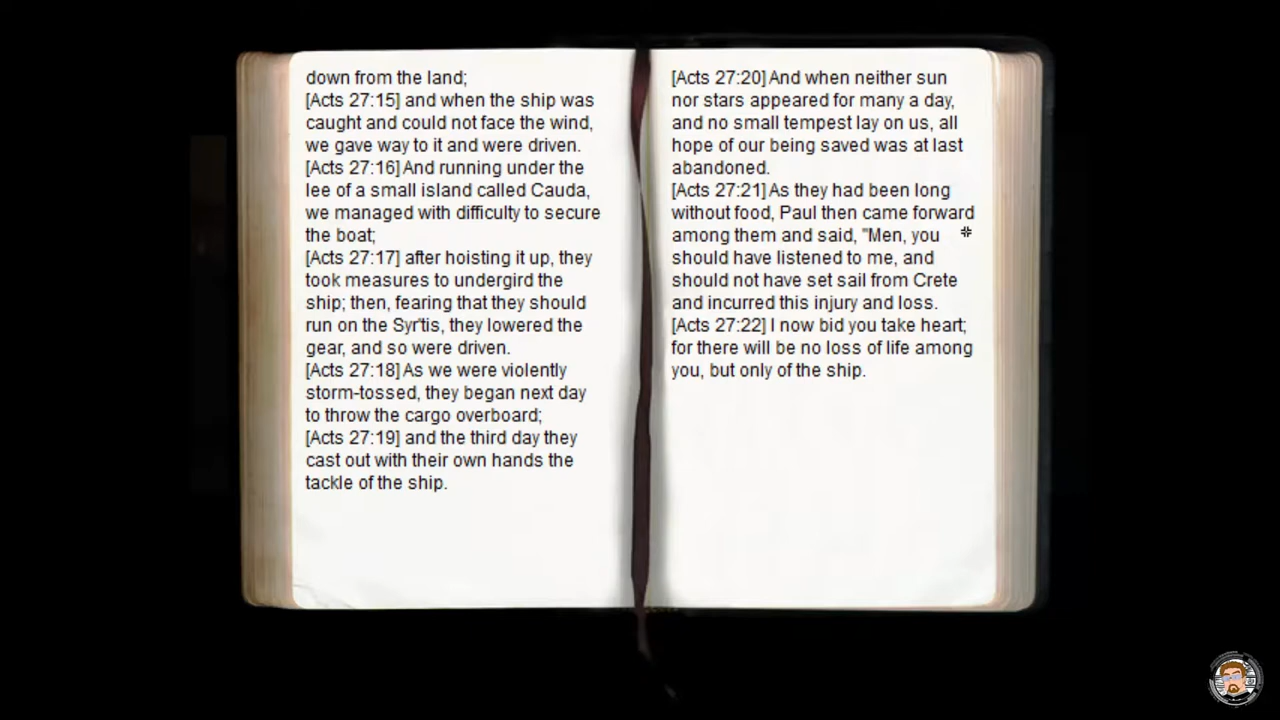 down from the land;
[Acts 27:15] and when the ship was
caught and could not face the wind,
we gave way to it and were driven.
[Acts 27:16] And running under the
lee of a small island called Cauda,
we managed with difficulty to secure
the boat;
[Acts 27:17] after hoisting it up, they
took measures to undergird the
ship; then, fearing that they should
run on the Syr'tis, they lowered the
gear, and so were driven.
[Acts 27:18] As we were violently
storm-tossed, they began next day
to throw the cargo overboard;
[Acts 27:19] and the third day they
cast out with their own hands the
tackle of the ship.
[Acts 27:20] And when neither sun
nor stars appeared for many a day,
and no small tempest lay on us, all
hope of our being saved was at last
abandoned.
[Acts 27:21] As they had been long
without food, Paul then came forward
among them and said, "Men, you
should have listened to me, and
should not have set sail from Crete
and incurred this injury and loss.
[Acts 27:22] I now bid you take heart;
for there will be no loss of life among
you, but only of the ship.